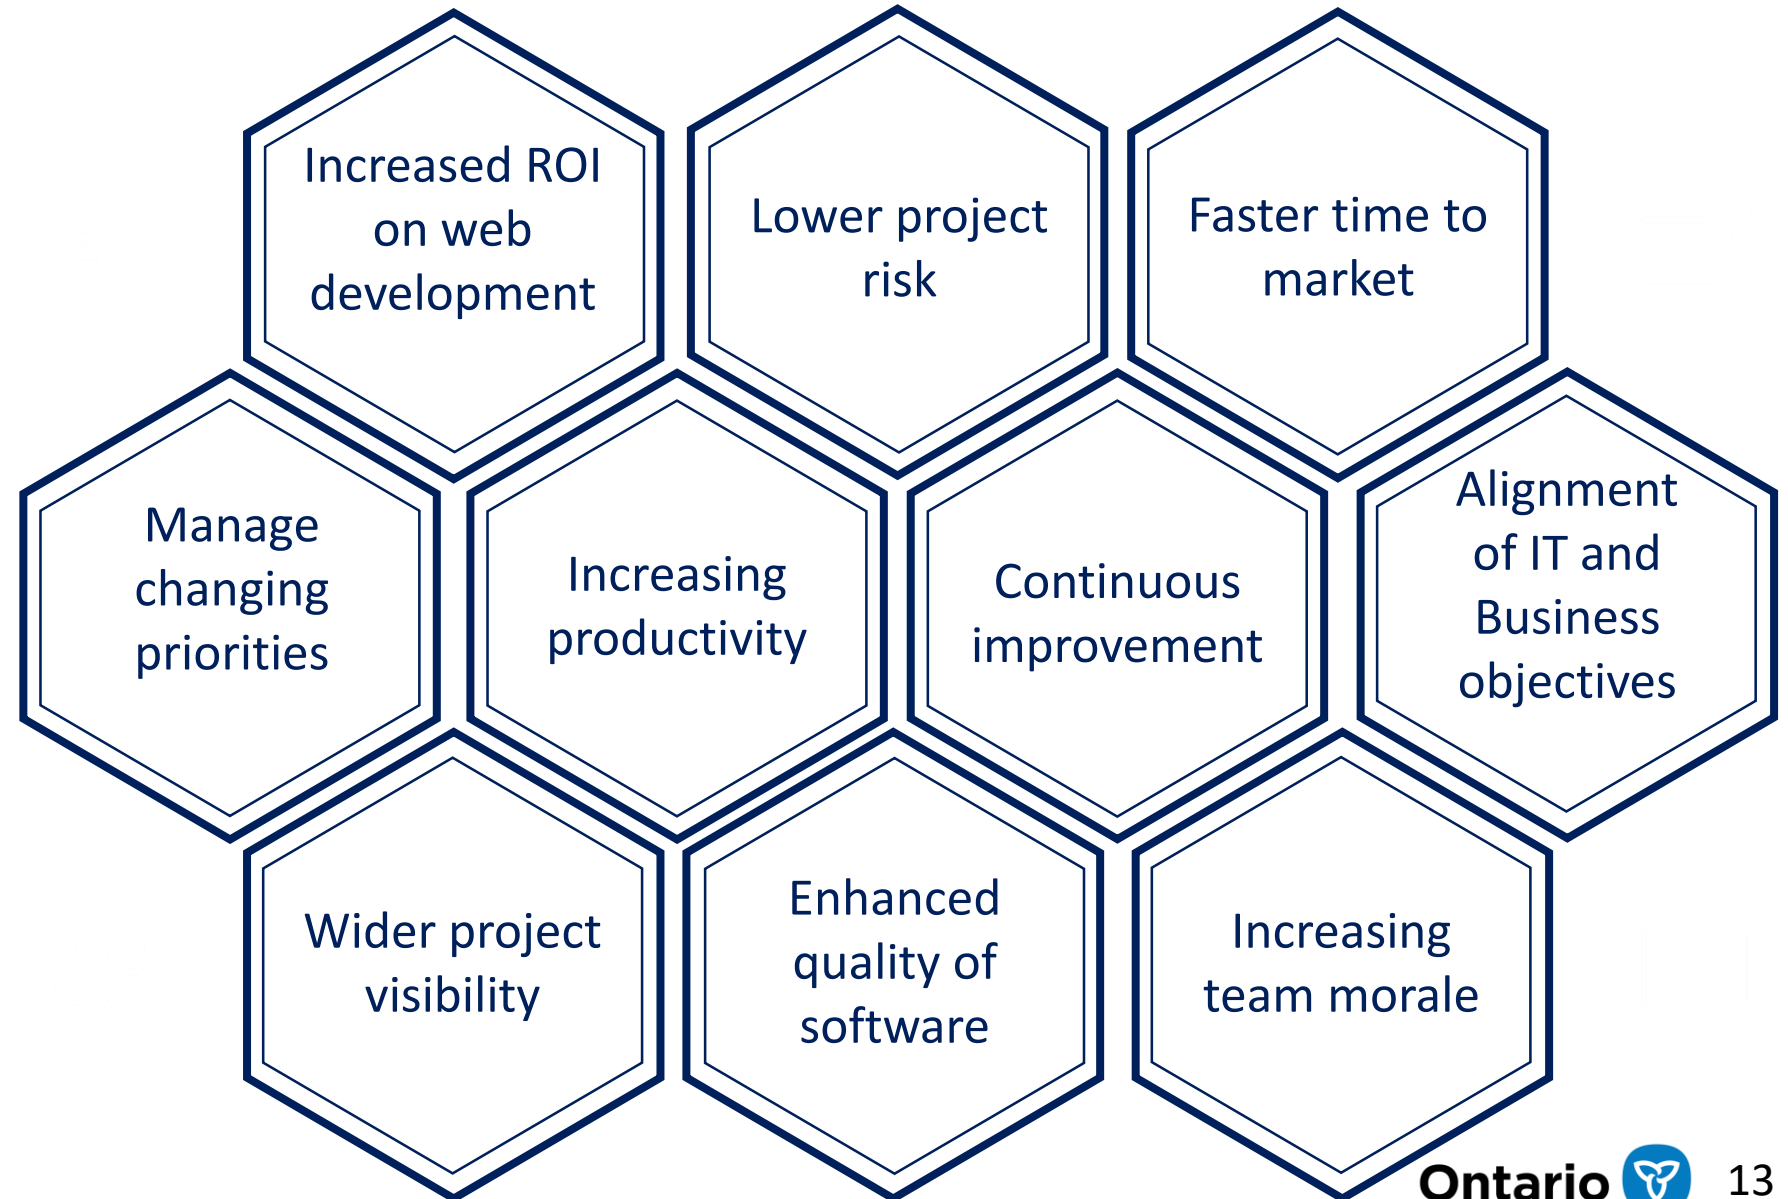 Increased ROI
on web
development
Lower project
risk
Faster time to
market
Manage
changing
priorities
Increasing
productivity
Continuous
improvement
Alignment
of IT and
Business
objectives
Wider project
visibility
Enhanced
quality of
software
Increasing
team morale
Ontario
13